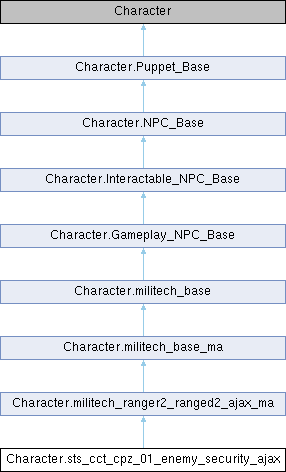 Character
Character.Puppet_Base
Character.NPC_Base
Character.Interactable_NPC_Base
Character.Gameplay_NPC_Base
Character.militech_base
Character.militech_base_ma
Character.militech_ranger2_ranged2_ajax_ma
Character.sts_cct_cpz_01_enemy_security_ajax